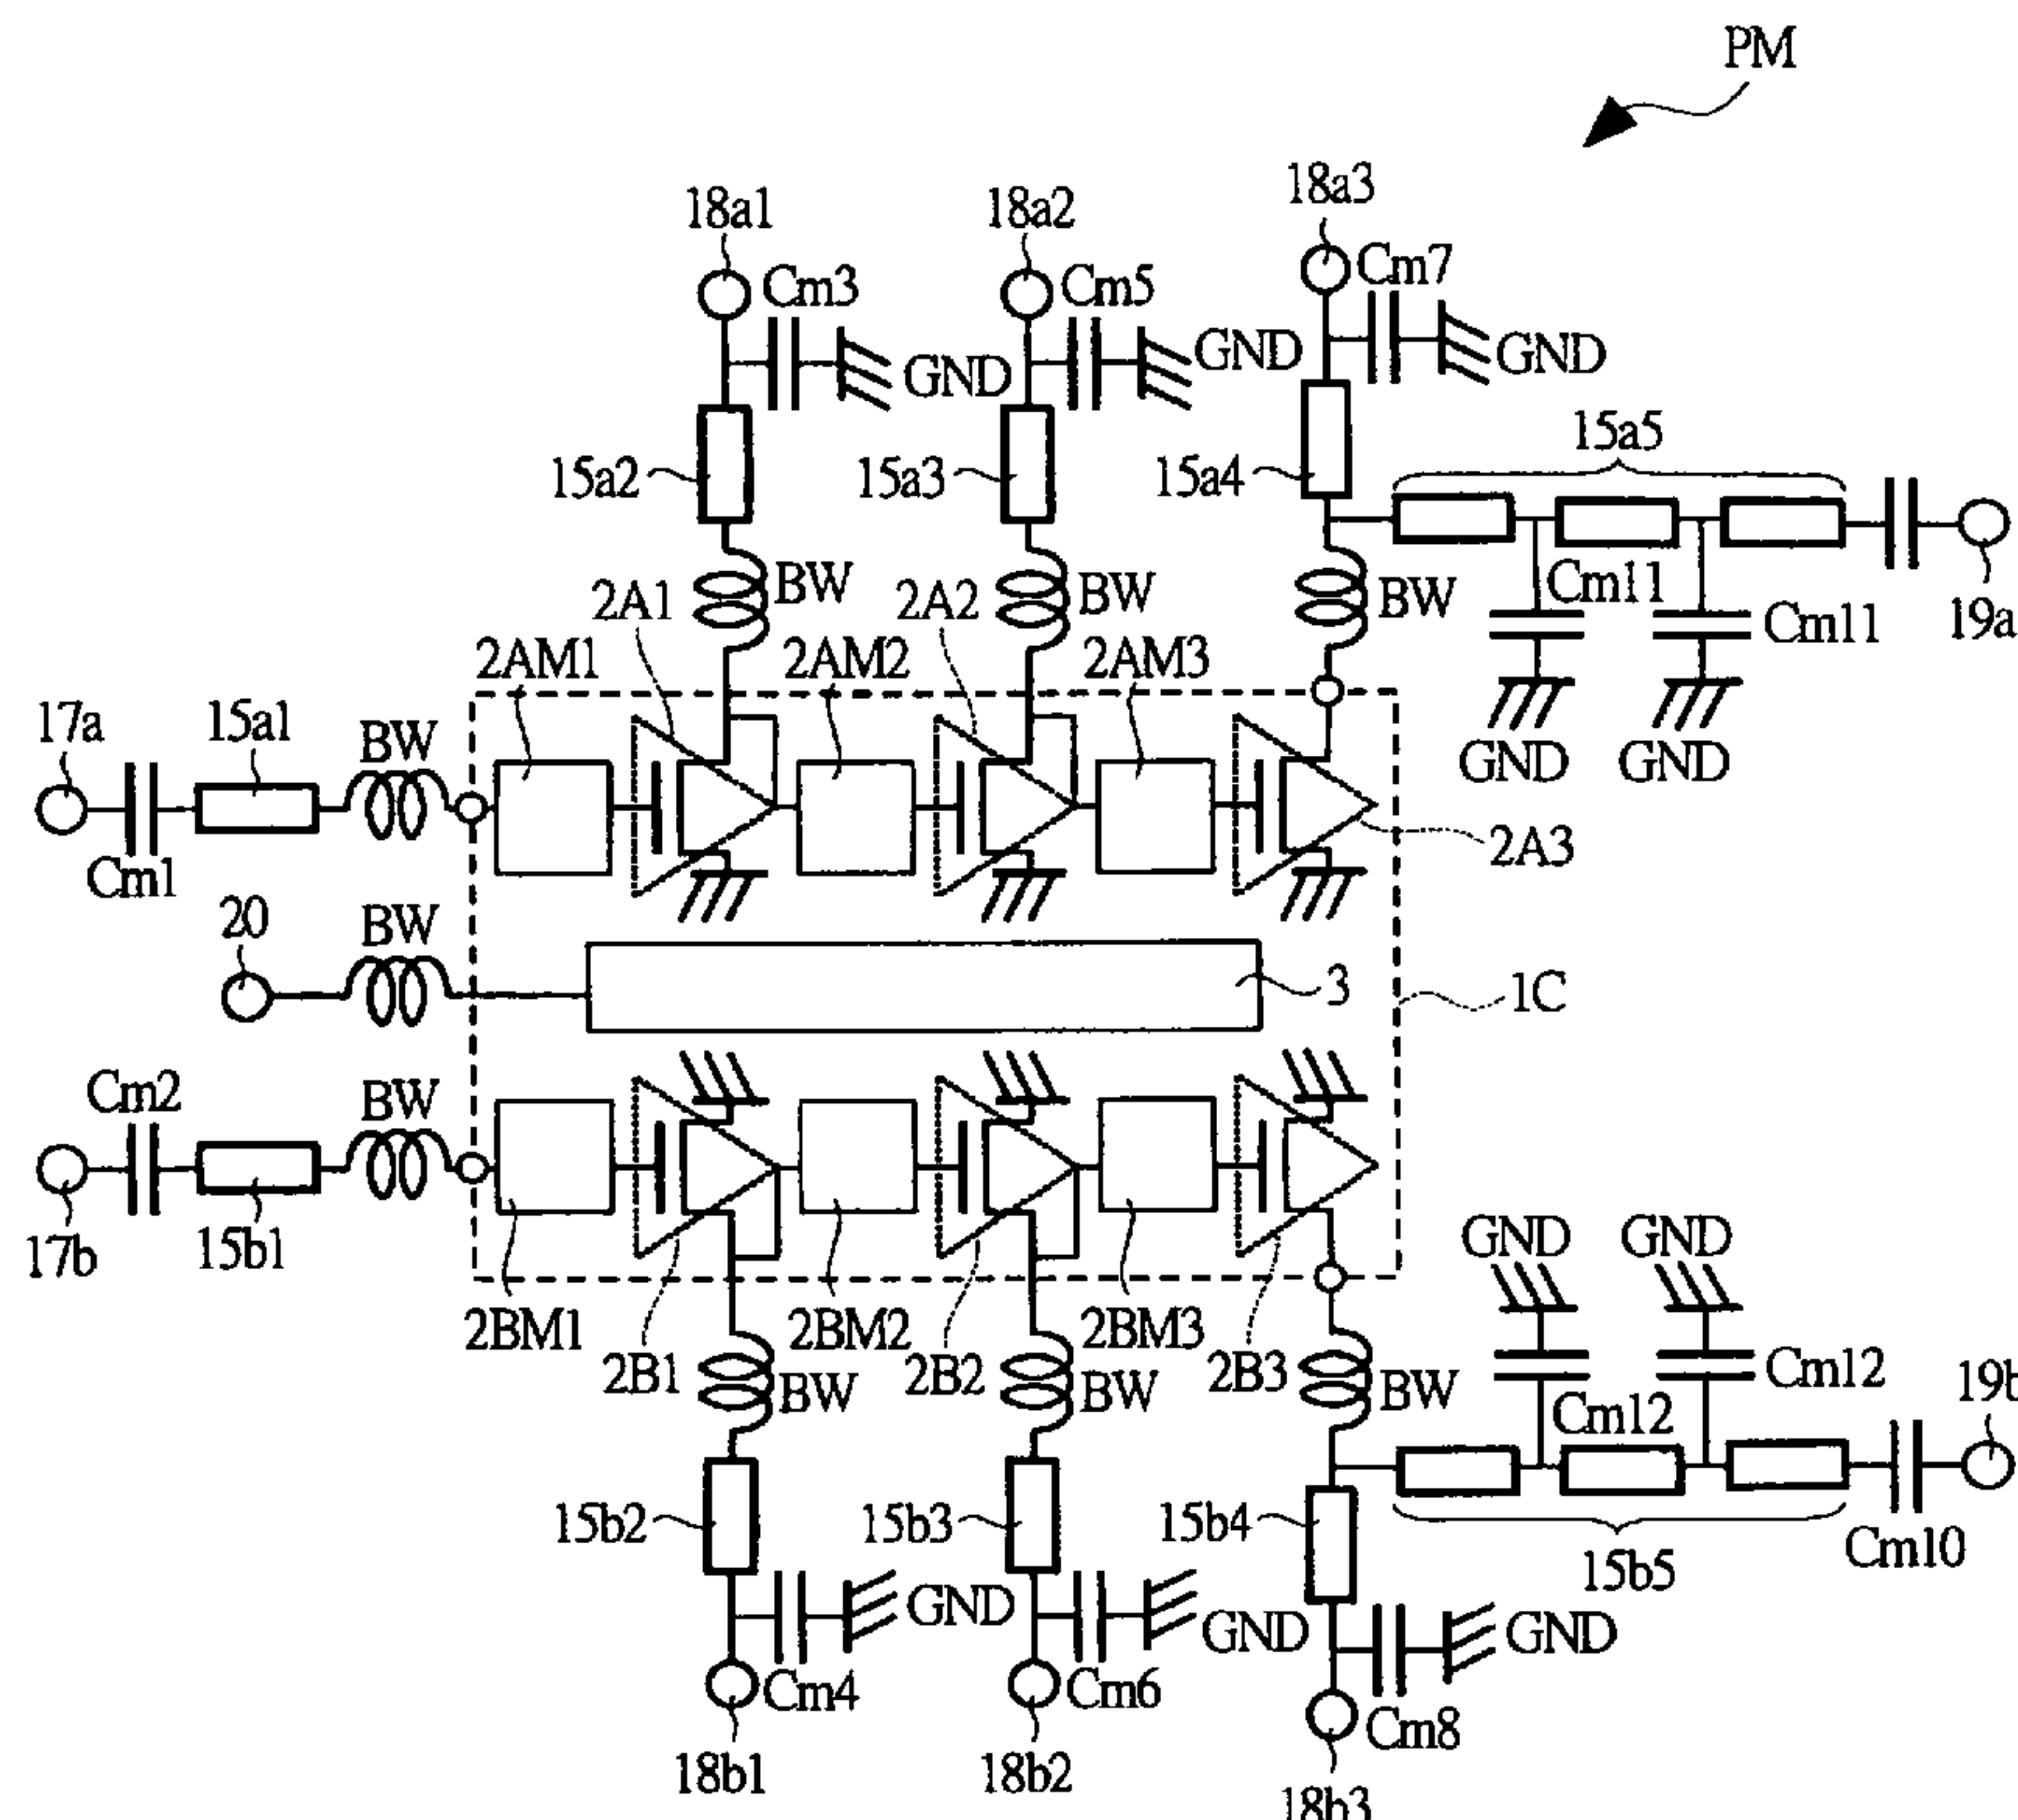 PM
18a1
18a2
18a3
Cm3
Cm5
Cm7
GND
GND
GND
15a2
15a3
15a4
15a5
BW
BW
BW
Cm11
Cm11
19a
2A1
2A2
2AM1
2AM2
2AM3
GND
GND
17a
15a1
BW
Cm1
2A3
20
BW
3
1C
Cm2
BW
17b
15b1
GND
GND
2BM1
2B1
2BM2
2B2
2BM3
2B3
BW
BW
BW
Cm12
Cm12
19b
15b2
15b3
15b4
15b5
Cm10
GND
GND
GND
Cm4
Cm6
Cm8
18b1
18b2
18b3